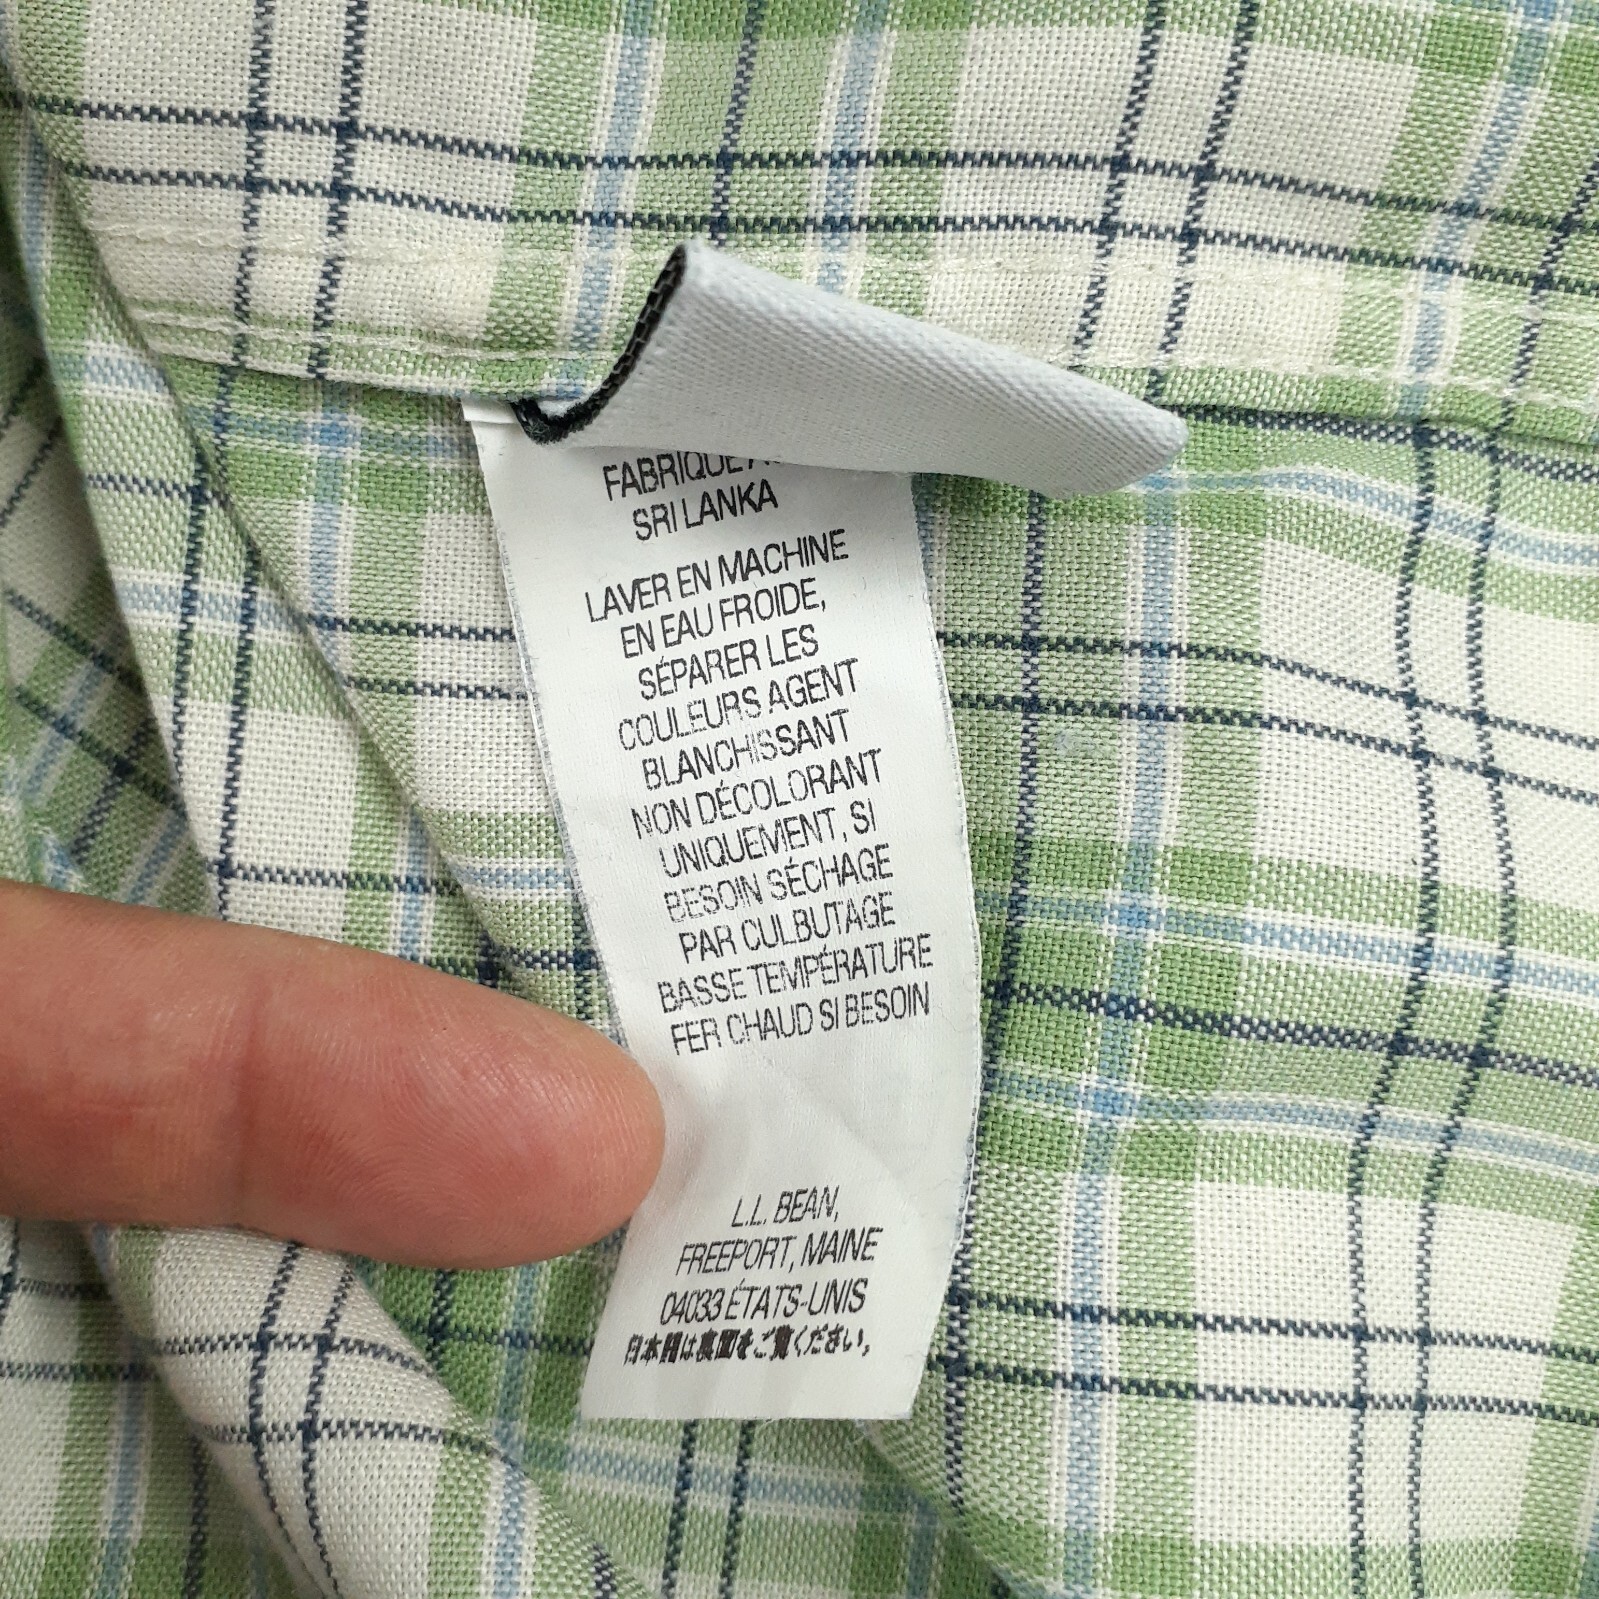 FABRIQUE
SRI LANKA
LAVER EN MACHINE
EN EAU FROIDE,
SÉPARER LES
COULEURS AGENT
BLANCHISSANT
NON DÉCOLORANT
UNIQUEMENT, SI
BESOIN SÉCHAGE
PAR CULBUTAGE
BASSE TEMPÉRATURE
FER CHAUD SI BESOIN
L.L. BEAN,
FREEPORT, MAINE
04033 ÉTATS-UNIS
日本語は裏面をご覧ください。